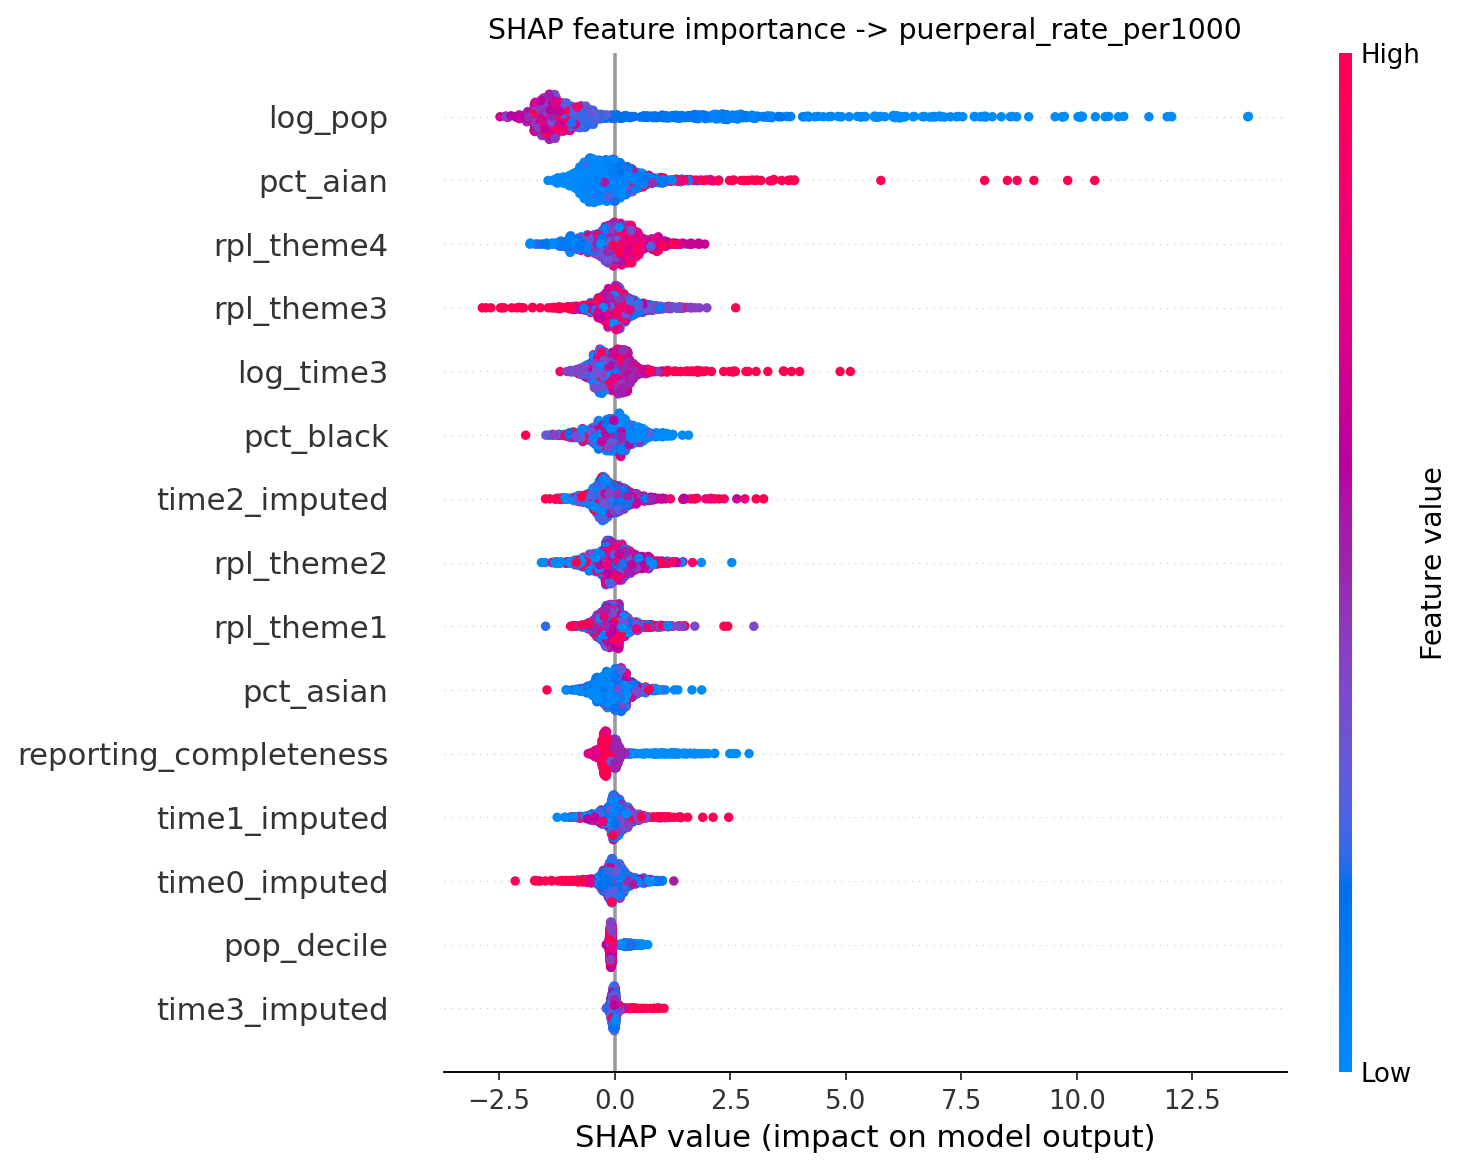 SHAP feature importance -> puerperal_rate_per1000
High
log_pop
pct_aian
rpl_theme4
rpl_theme3
log_time3
pct_black
time2_imputed
rpl_theme2
rpl_theme1
pct_asian
reporting_completeness
time1_imputed
time0_imputed
pop_decile
time3_imputed
Feature value
Low
−2.5 0.0 2.5 5.0 7.5 10.0 12.5
SHAP value (impact on model output)